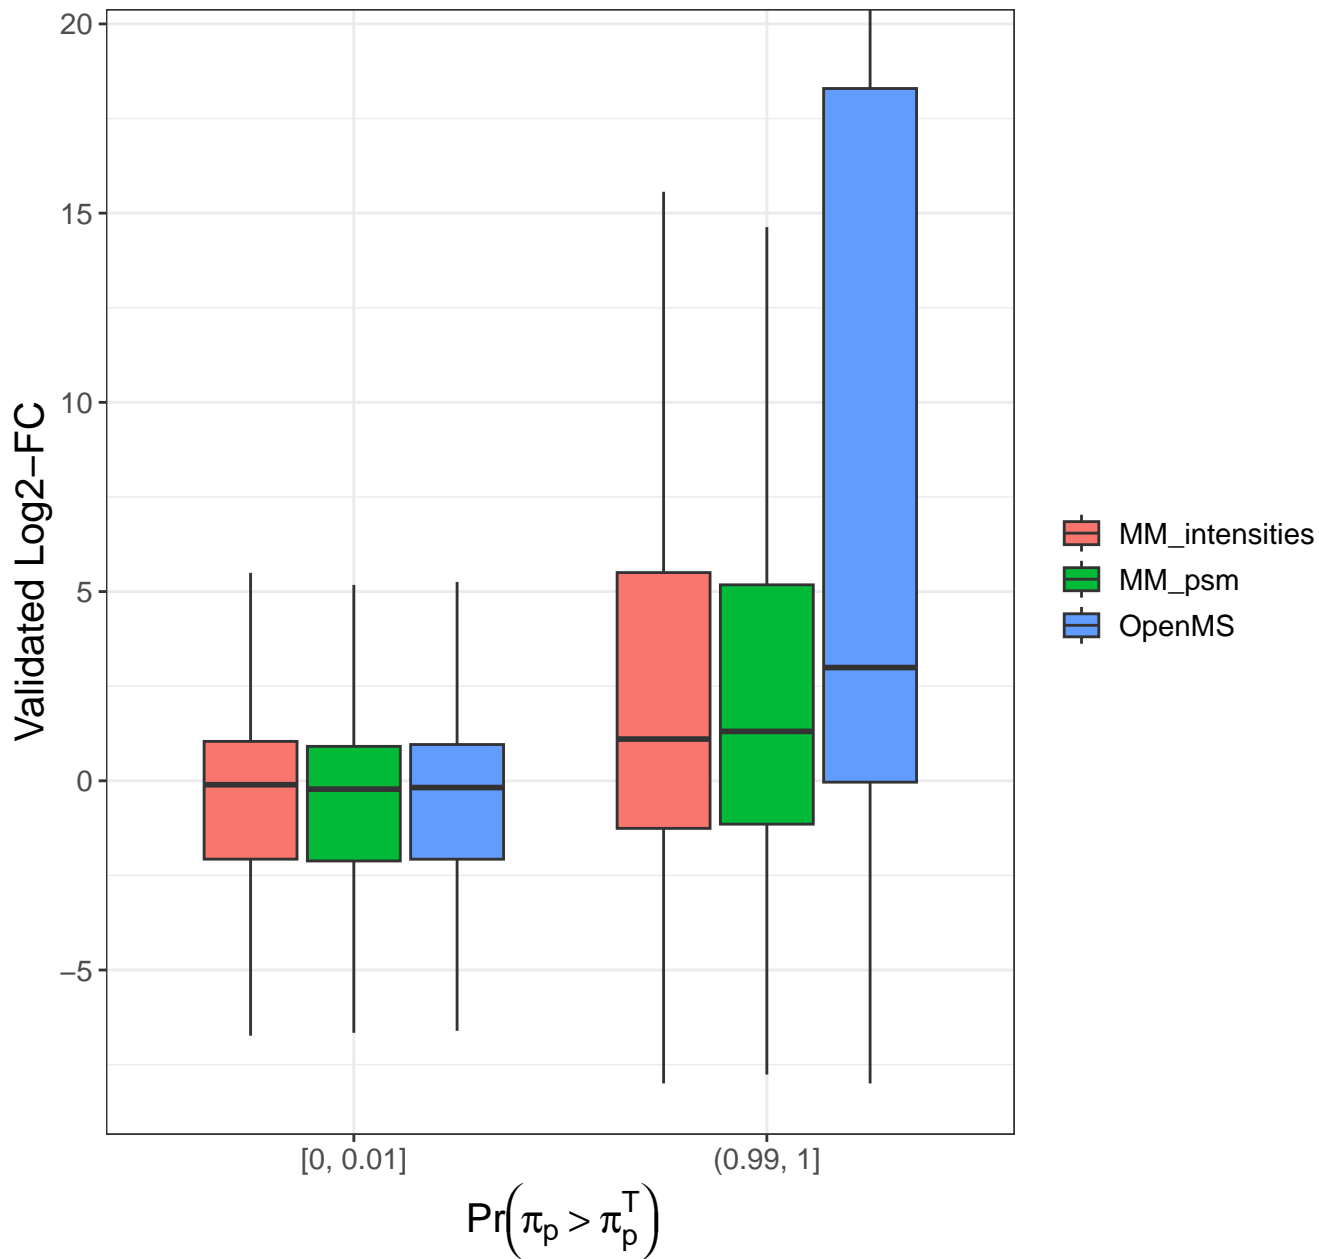 20
15
10
5
0
−5
Validated Log2−FC
[0, 0.01]
(0.99, 1]
Pr(πp > πpT)
MM_intensities
MM_psm
OpenMS